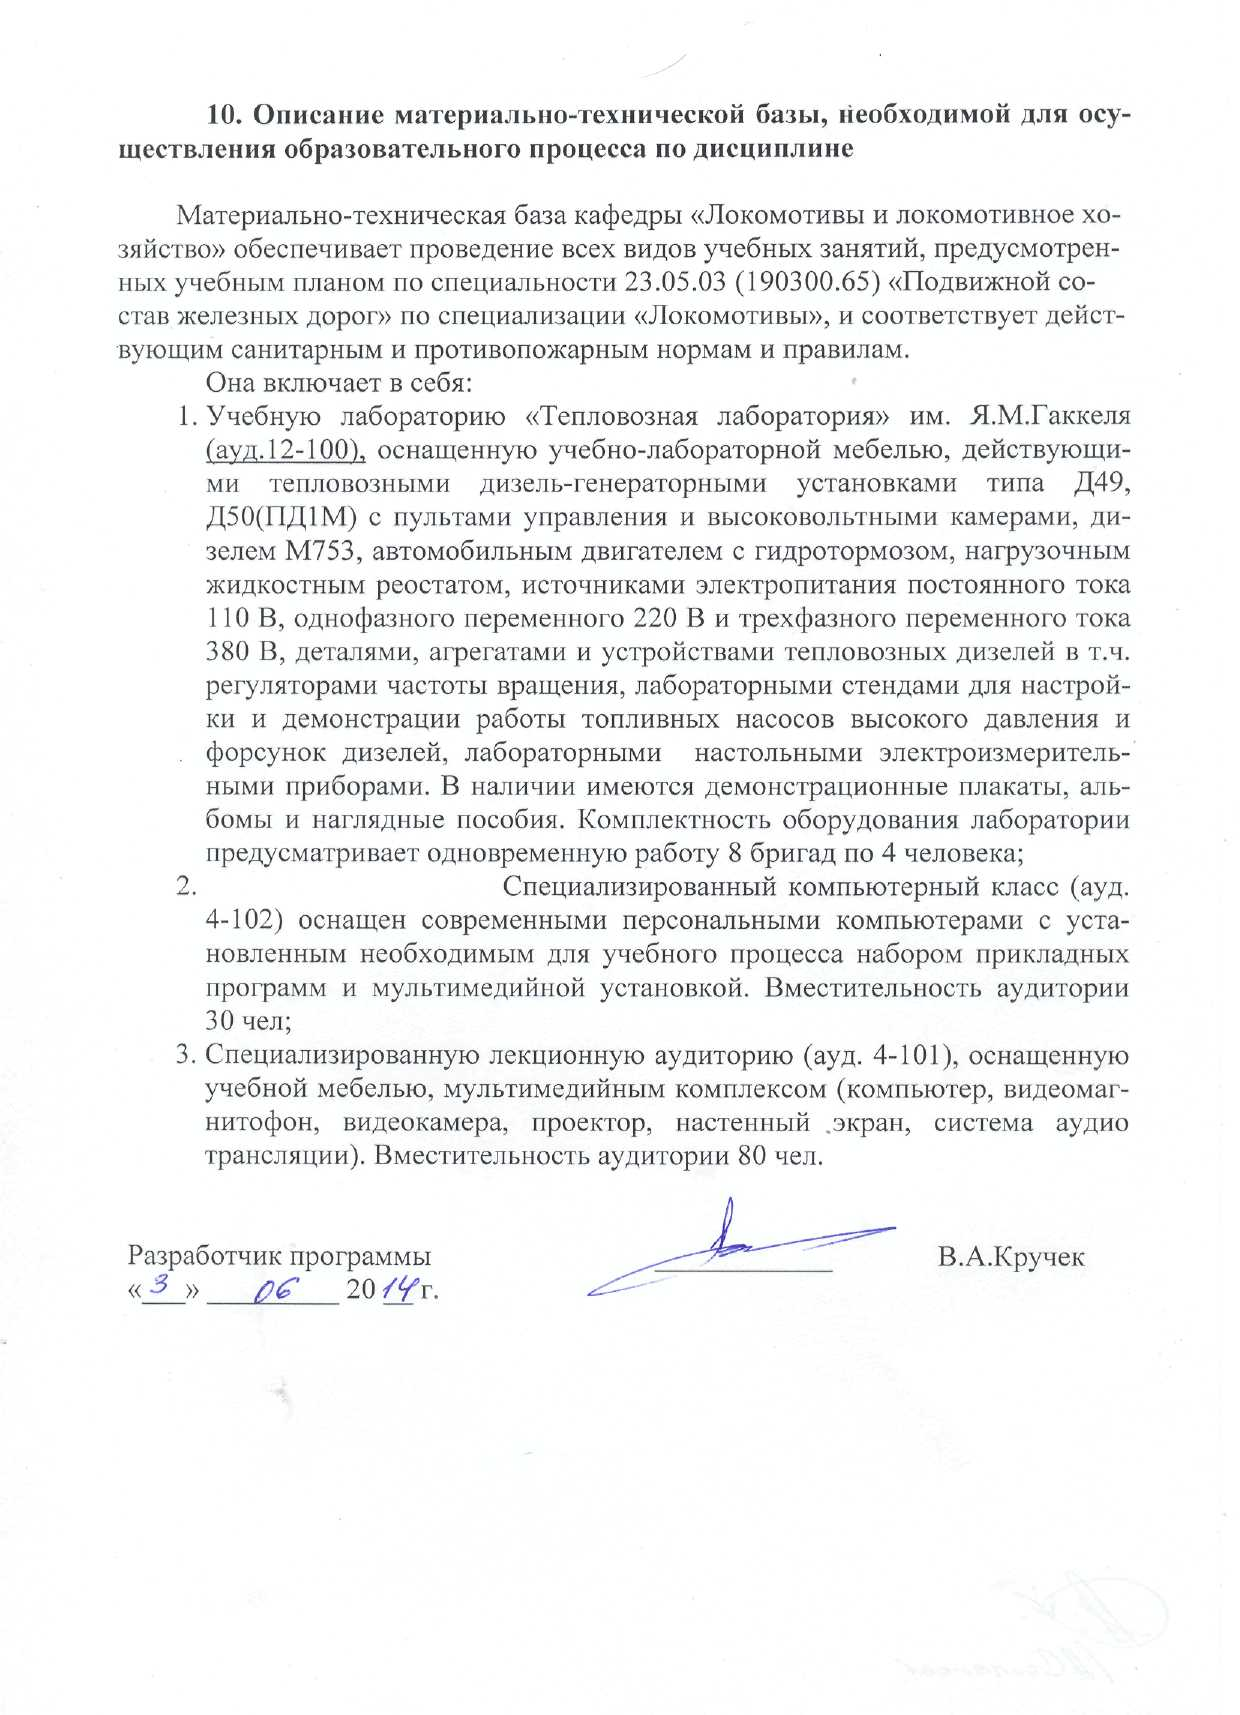 10. Описание материально-технической базы, необходимой для осу-
ществления образовательного процесса по дисциплине
Материально-техническая база кафедры «Локомотивы и локомотивное хо-
зяйство» обеспечивает проведение всех видов учебных занятий, предусмотрен-
ных учебным планом по специальности 23.05.03 (190300.65) «Подвижной со-
став железных дорог» по специализации «Локомотивы», и соответствует дейст-
вующим санитарным и противопожарным нормам и правилам.
Она включает в себя:
1. Учебную лабораторию «Тепловозная лаборатория» им. Я.М.Гаккеля
(ауд.12-100), оснащенную учебно-лабораторной мебелью, действующи-
ми тепловозными дизель-генераторными установками типа Д49,
Д50(ПД1М) с пультами управления и высоковольтными камерами, ди-
зелем М753, автомобильным двигателем с гидротормозом, нагрузочным
жидкостным реостатом, источниками электропитания постоянного тока
110 В, однофазного переменного 220 В и трехфазного переменного тока
380 В, деталями, агрегатами и устройствами тепловозных дизелей в т.ч.
регуляторами частоты вращения, лабораторными стендами для настрой-
ки и демонстрации работы топливных насосов высокого давления и
форсунок дизелей, лабораторными настольными электроизмеритель-
ными приборами. В наличии имеются демонстрационные плакаты, аль-
бомы и наглядные пособия. Комплектность оборудования лаборатории
предусматривает одновременную работу 8 бригад по 4 человека;
2. Специализированный компьютерный класс (ауд.
4-102) оснащен современными персональными компьютерами с уста-
новленным необходимым для учебного процесса набором прикладных
программ и мультимедийной установкой. Вместительность аудитории
30 чел;
3. Специализированную лекционную аудиторию (ауд. 4-101), оснащенную
учебной мебелью, мультимедийным комплексом (компьютер, видеомаг-
нитофон, видеокамера, проектор, настенный экран, система аудио
трансляции). Вместительность аудитории 80 чел.
Разработчик программы ____________ В.А.Кручек
«3» 06 2014 г.